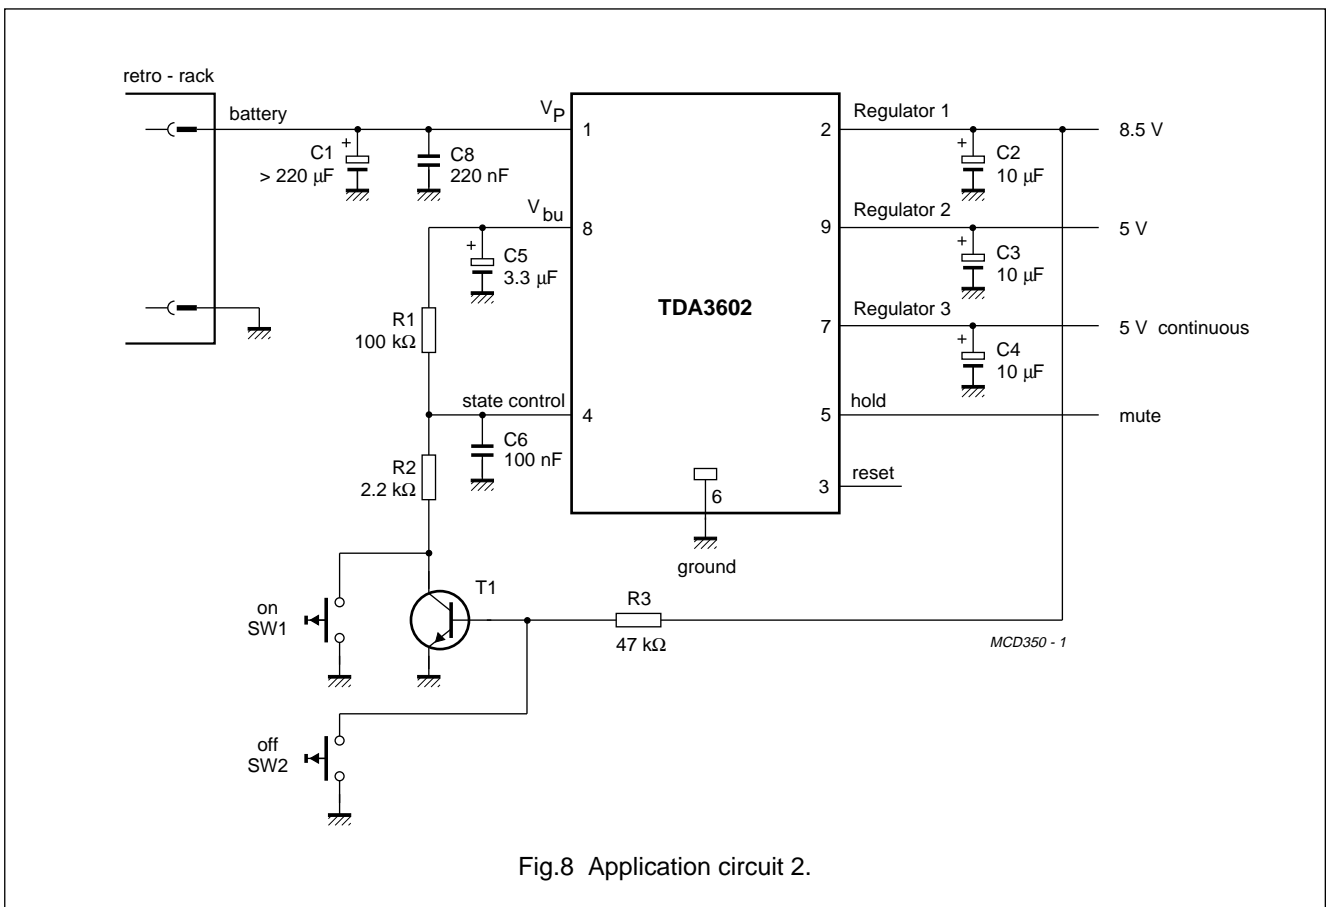 retro - rack
battery
VP
1
2
Regulator 1
8.5 V
+
C1
> 220 μF
C8
220 nF
+
C2
10 μF
Vbu
8
9
Regulator 2
5 V
+
C5
3.3 μF
+
C3
10 μF
TDA3602
R1
100 kΩ
7
Regulator 3
5 V continuous
+
C4
10 μF
state control
4
5
hold
mute
C6
100 nF
R2
2.2 kΩ
6
3
reset
ground
T1
on
SW1
R3
47 kΩ
MCD350 - 1
off
SW2
Fig.8 Application circuit 2.